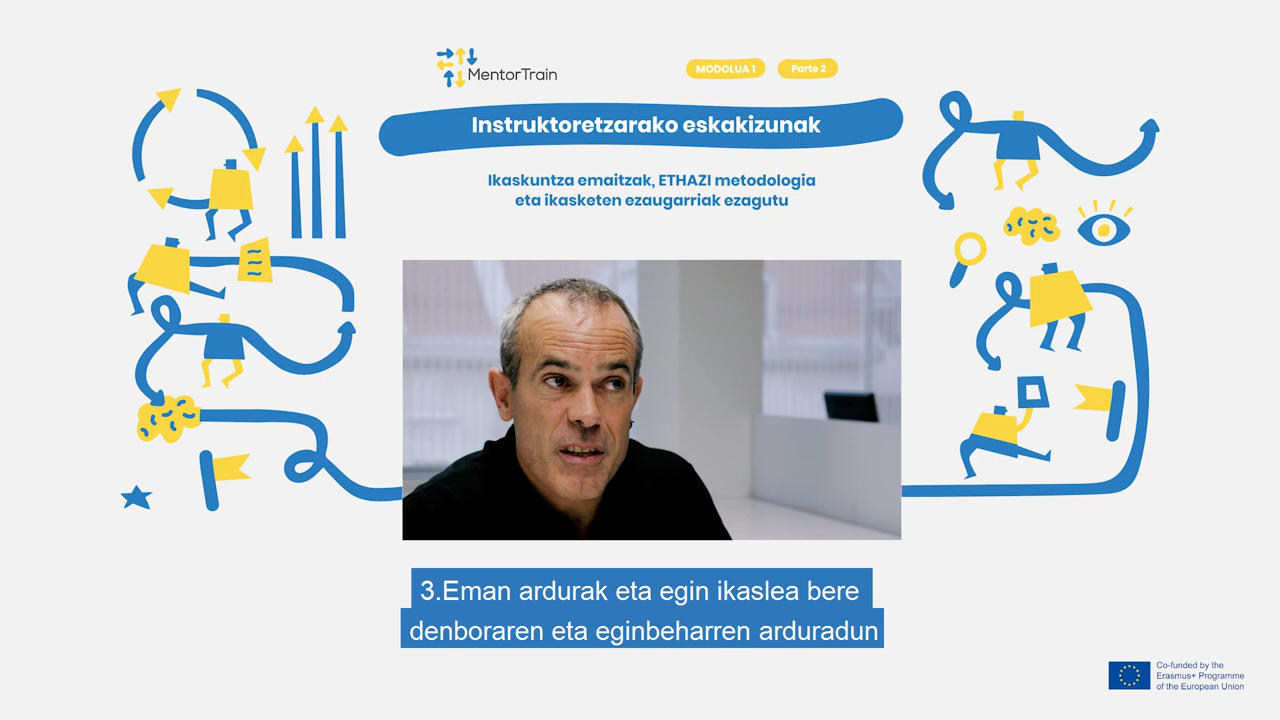 MentorTrain
MODOLUA 1
Parte 2
Instruktoretzarako eskakizunak
Ikaskuntza emaitzak, ETHAZI metodologia
eta ikasketen ezaugarriak ezagutu
3.Eman ardurak eta egin ikaslea bere
denboraren eta eginbeharren arduradun
Co-funded by the
Erasmus+ Programme
of the European Union